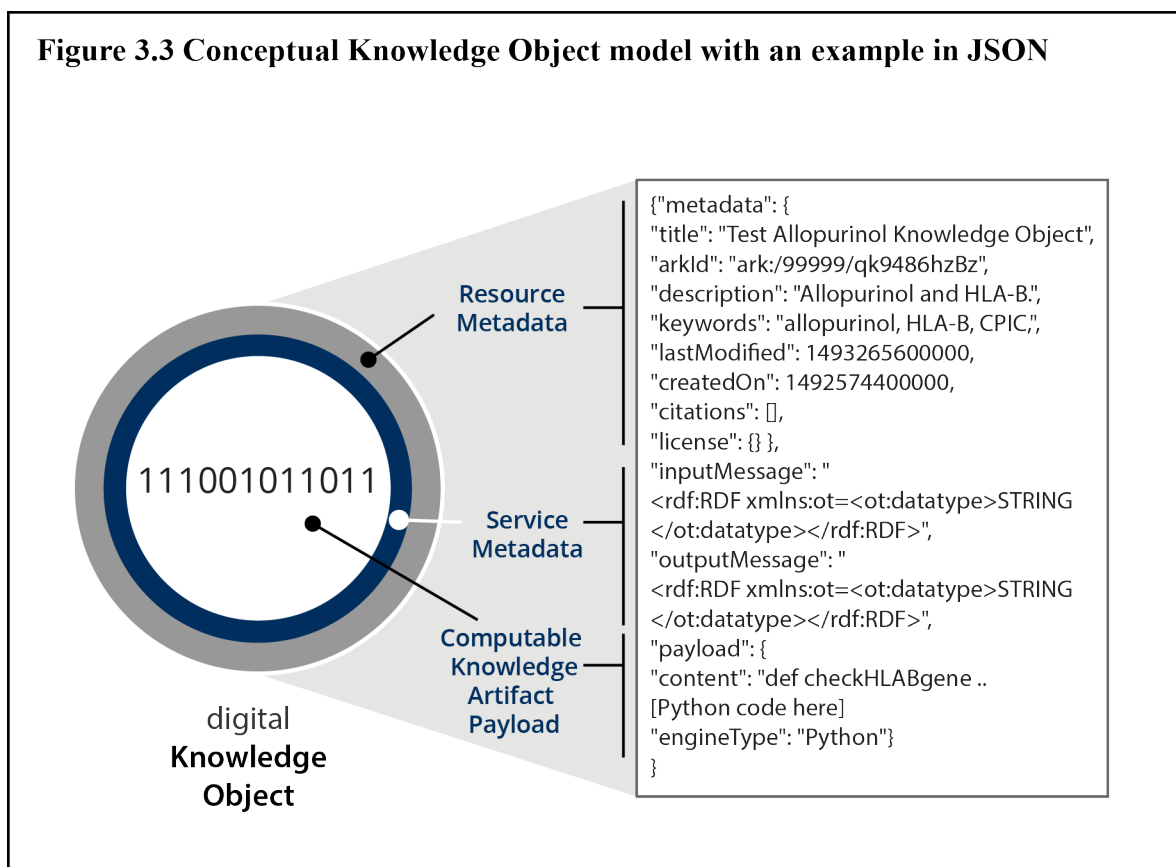 Figure 3.3 Conceptual Knowledge Object model with an example in JSON
111001011011
digital
Knowledge
Object
Resource
Metadata
Service
Metadata
Computable
Knowledge
Artifact
Payload
{"metadata": {
"title": "Test Allopurinol Knowledge Object",
"arkId": "ark:/99999/qk9486hzBz",
"description": "Allopurinol and HLA-B.",
"keywords": "allopurinol, HLA-B, CPIC,",
"lastModified": 1493265600000,
"createdOn": 1492574400000,
"citations": [],
"license": {} },
"inputMessage": "
<rdf:RDF xmlns:ot=<ot:datatype>STRING
</ot:datatype></rdf:RDF>",
"outputMessage": "
<rdf:RDF xmlns:ot=<ot:datatype>STRING
</ot:datatype></rdf:RDF>",
"payload": {
"content": "def checkHLABgene ..
[Python code here]
"engineType": "Python"}
}